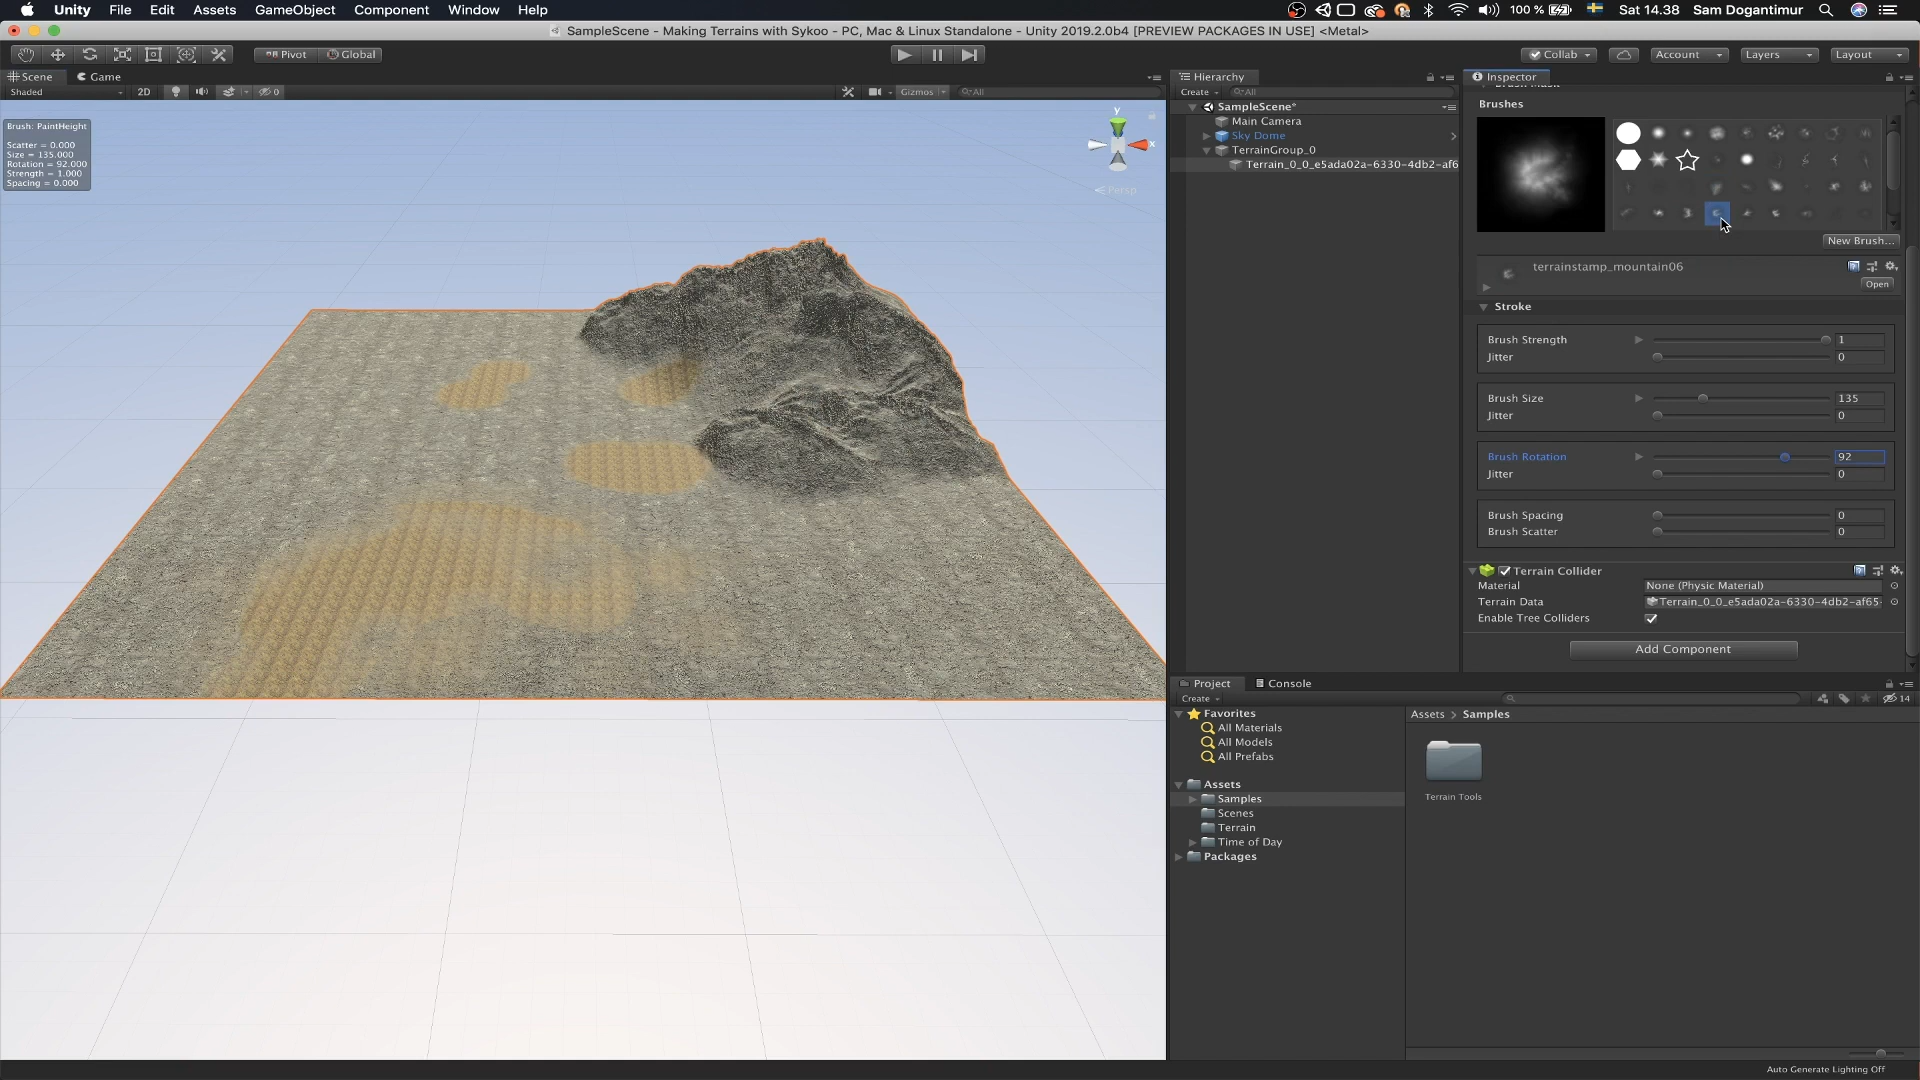 Unity File Edit Assets GameObject Component Window Help
100 % Sat 14.38 Sam Dogantimur
SampleScene - Making Terrains with Sykoo - PC, Mac & Linux Standalone - Unity 2019.2.0b4 [PREVIEW PACKAGES IN USE] <Metal>
Pivot Global
Collab Account Layers Layout
Scene Game
Shaded 2D 0 Gizmos All
Brush: PaintHeight
Scatter = 0.000
Size = 135.000
Rotation = 92.000
Strength = 1.000
Spacing = 0.000
y
x
Persp
Hierarchy
Create All
SampleScene*
Main Camera
Sky Dome
TerrainGroup_0
Terrain_0_0_e5ada02a-6330-4db2-af6
Inspector
Brush Mask
Brushes
New Brush...
terrainstamp_mountain06
Open
Stroke
Brush Strength 1
Jitter 0
Brush Size 135
Jitter 0
Brush Rotation 92
Jitter 0
Brush Spacing 0
Brush Scatter 0
Terrain Collider
Material None (Physic Material)
Terrain Data Terrain_0_0_e5ada02a-6330-4db2-af65-
Enable Tree Colliders
Add Component
Project Console
Create 14
Favorites
All Materials
All Models
All Prefabs
Assets
Samples
Scenes
Terrain
Time of Day
Packages
Assets > Samples
Terrain Tools
Auto Generate Lighting Off